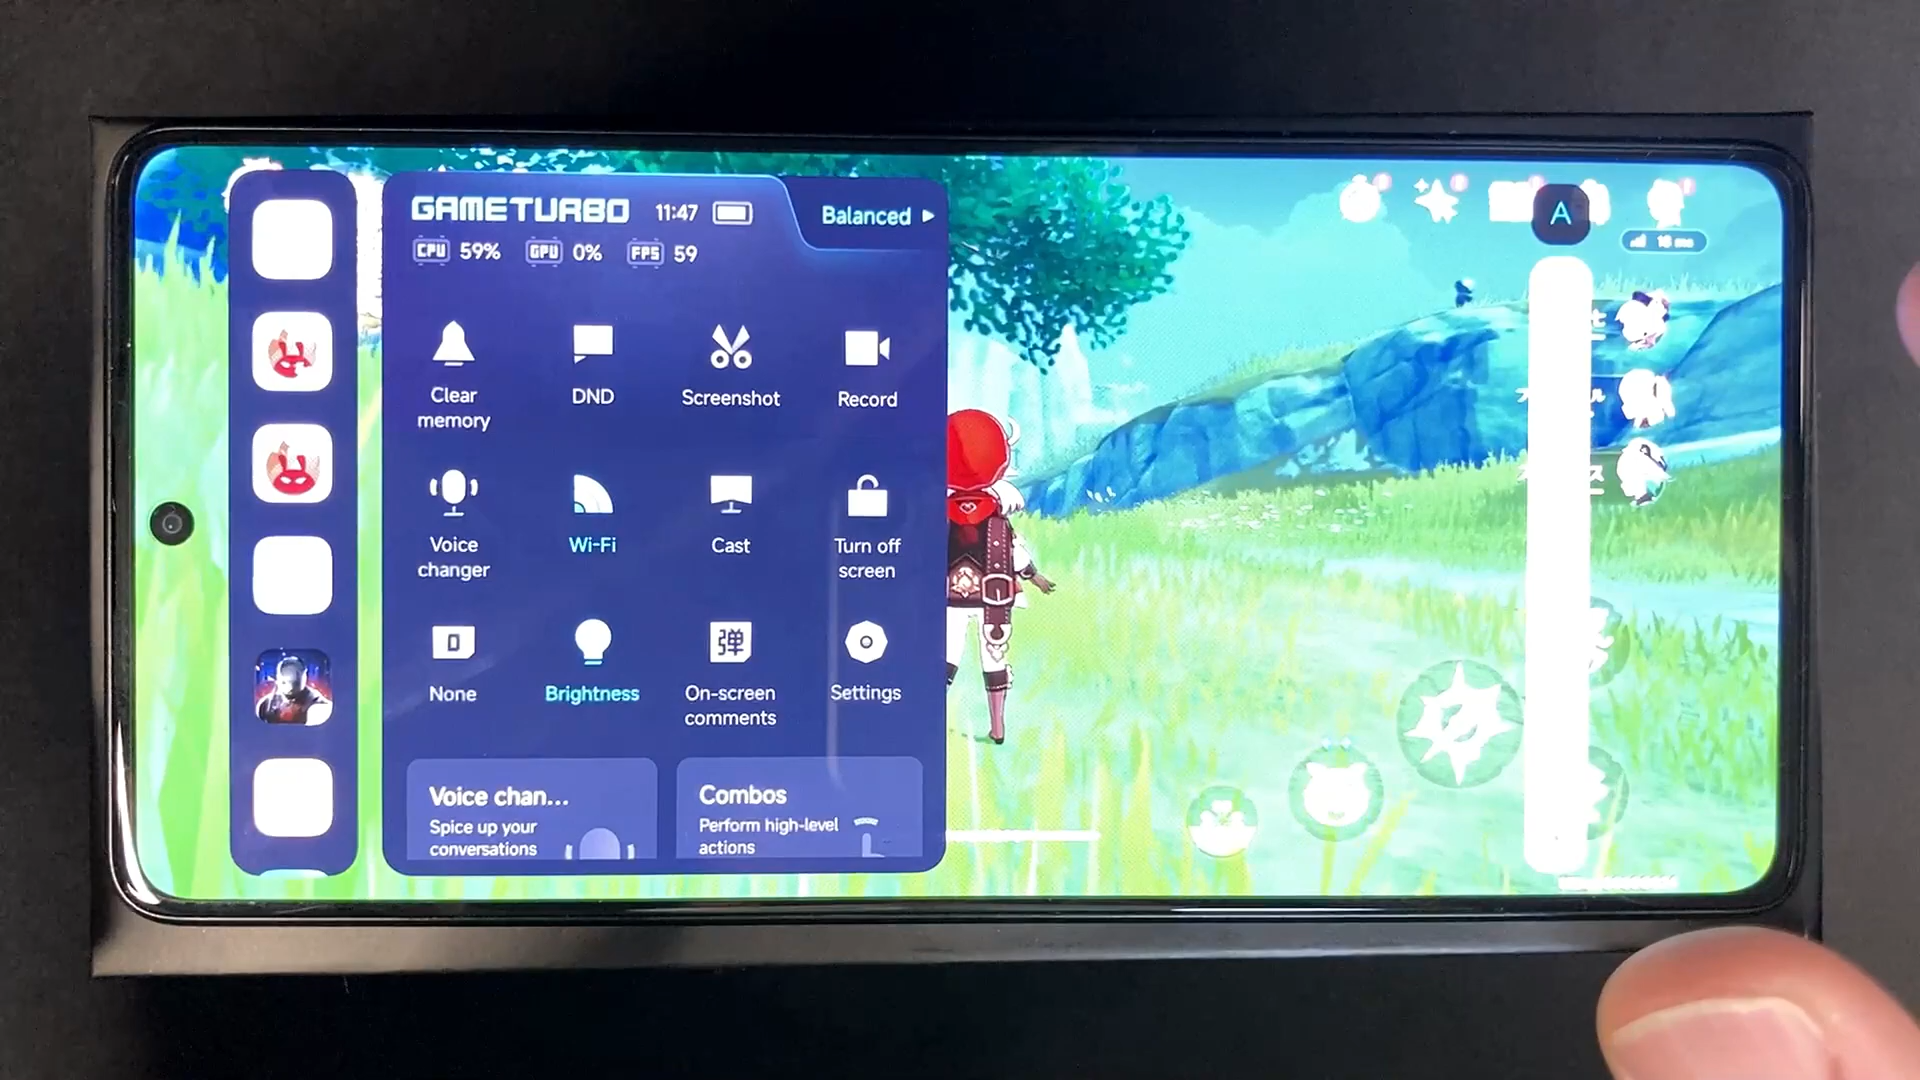 GAMETURBO 11:47 Balanced
CPU 59% GPU 0% FPS 59
Clear
memory
DND
Screenshot
Record
Voice
changer
Wi-Fi
Cast
Turn off
screen
None
Brightness
弾
On-screen
comments
Settings
Voice chan...
Spice up your
conversations
Combos
Perform high-level
actions
A